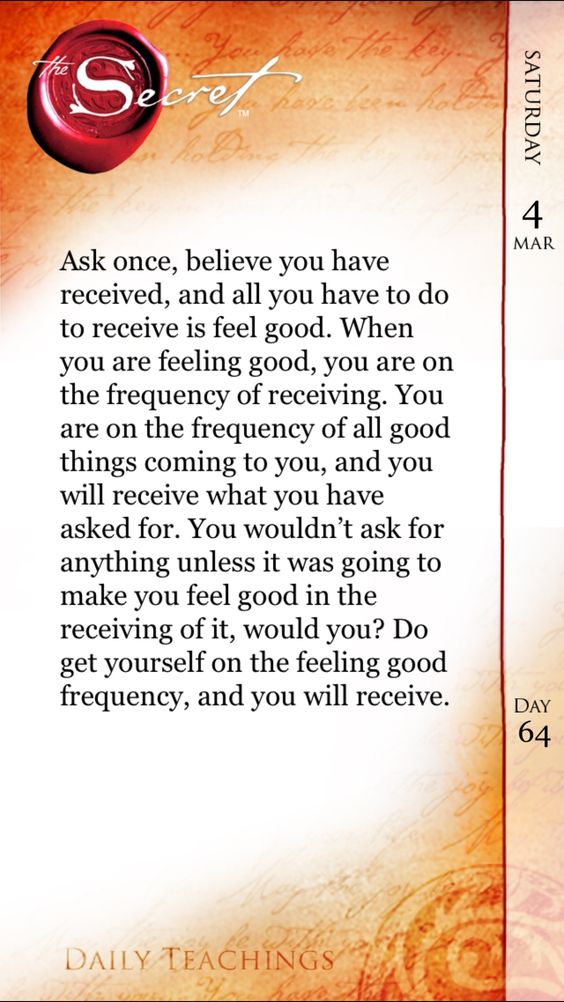 the Secret™
SATURDAY
4
MAR
Ask once, believe you have
received, and all you have to do
to receive is feel good. When
you are feeling good, you are on
the frequency of receiving. You
are on the frequency of all good
things coming to you, and you
will receive what you have
asked for. You wouldn’t ask for
anything unless it was going to
make you feel good in the
receiving of it, would you? Do
get yourself on the feeling good
frequency, and you will receive.
DAY
64
DAILY TEACHINGS